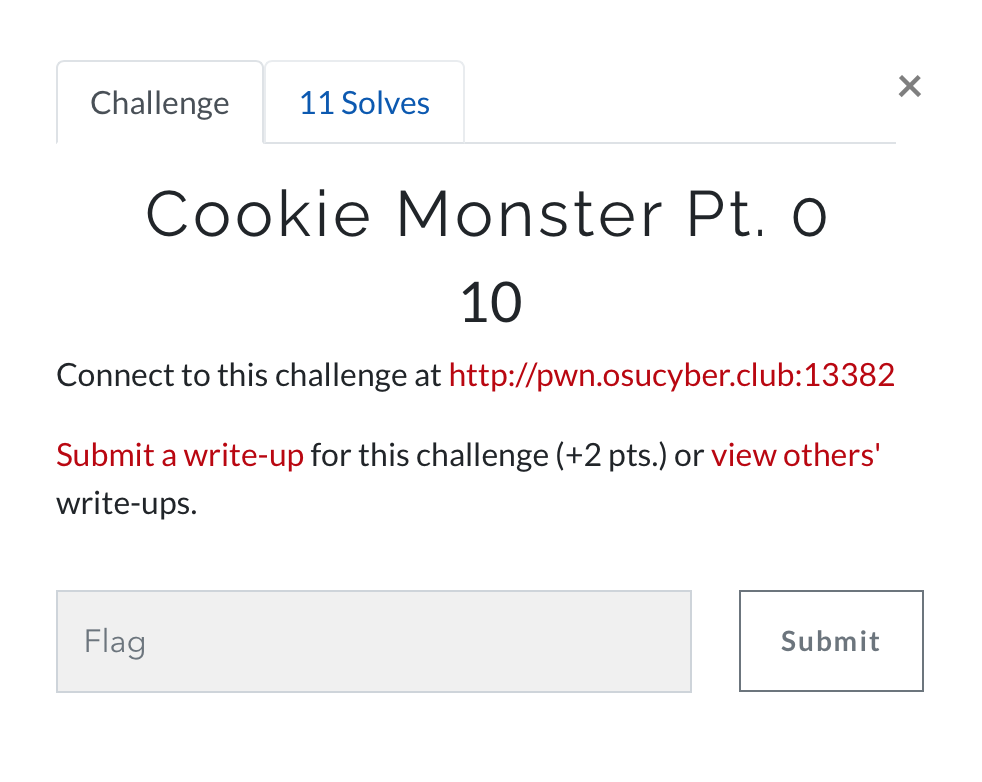 Challenge
11 Solves
×
Cookie Monster Pt. 0
10
Connect to this challenge at http://pwn.osucyber.club:13382
Submit a write-up for this challenge (+2 pts.) or view others'
write-ups.
Flag
Submit